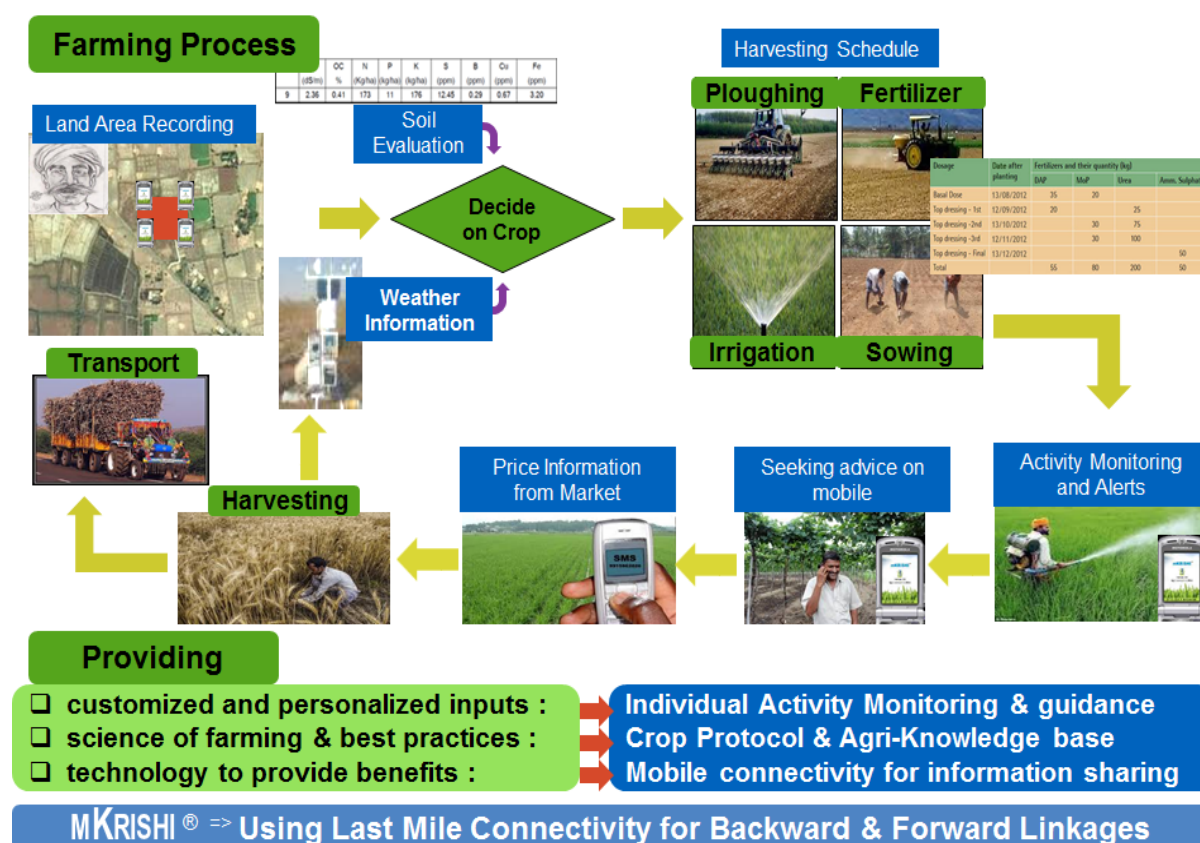 Farming Process
OC N P K S B Cu Fe
(dS/m) % (Kg/ha) (kg/ha) (kg/ha) (ppm) (ppm) (ppm) (ppm)
9 2.36 0.41 173 11 176 12.45 0.29 0.67 3.20
Harvesting Schedule
Land Area Recording
Soil
Evaluation
Decide
on Crop
Weather
Information
Ploughing
Fertilizer
Irrigation
Sowing
Dosage Date after planting Fertilizers and their quantity (kg)
DAP MoP Urea Amm. Sulphat
Basal Dose 13/08/2012 35 20
Top dressing - 1st 12/09/2012 20 25
Top dressing -2nd 13/10/2012 30 75
Top dressing -3rd 12/11/2012 30 100
Top dressing - Final 13/12/2012 50
Total 55 80 200 50
Transport
Harvesting
Price Information
from Market
SMS
Seeking advice on
mobile
mKRISHI
Activity Monitoring
and Alerts
mKRISHI
Providing
customized and personalized inputs :
science of farming & best practices :
technology to provide benefits :
Individual Activity Monitoring & guidance
Crop Protocol & Agri-Knowledge base
Mobile connectivity for information sharing
MKRISHI ® => Using Last Mile Connectivity for Backward & Forward Linkages